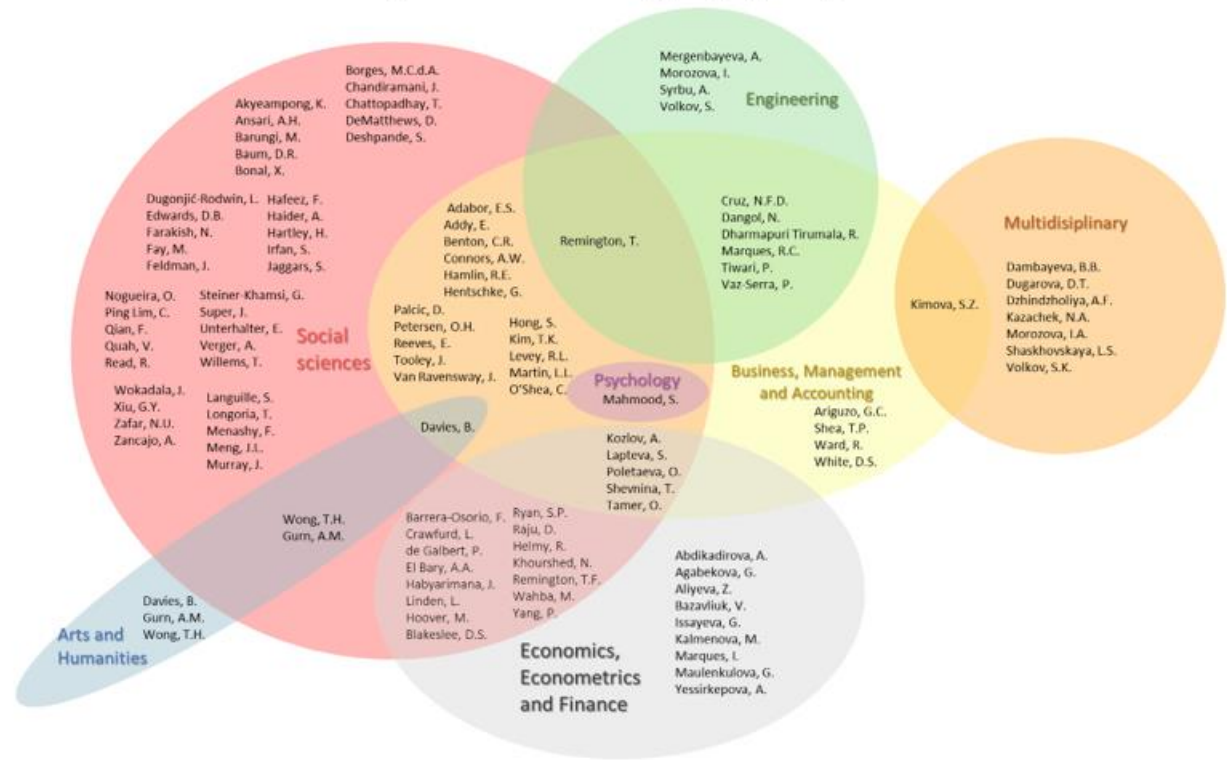 Mergenbayeva, A.
Morozova, I.
Syrbu, A.
Volkov, S.
Engineering
Borges, M.C.d.A.
Chandiramani, J.
Chattopadhay, T.
DeMatthews, D.
Deshpande, S.
Akyeampong, K.
Ansari, A.H.
Barungi, M.
Baum, D.R.
Bonal, X.
Dugonjić-Rodwin, L.
Edwards, D.B.
Farakish, N.
Fay, M.
Feldman, J.
Hafeez, F.
Haider, A.
Hartley, H.
Irfan, S.
Jaggars, S.
Adabor, E.S.
Addy, E.
Benton, C.R.
Connors, A.W.
Hamlin, R.E.
Hentschke, G.
Remington, T.
Cruz, N.F.D.
Dangol, N.
Dharmapuri Tirumala, R.
Marques, R.C.
Tiwari, P.
Vaz-Serra, P.
Multidisiplinary
Dambayeva, B.B.
Dugarova, D.T.
Dzhindzholiya, A.F.
Kazachek, N.A.
Morozova, I.A.
Shaskhovskaya, L.S.
Volkov, S.K.
Kimova, S.Z.
Nogueira, O.
Ping Lim, C.
Qian, F.
Quah, V.
Read, R.
Steiner-Khamsi, G.
Super, J.
Unterhalter, E.
Verger, A.
Willems, T.
Social
sciences
Palcic, D.
Petersen, O.H.
Reeves, E.
Tooley, J.
Van Ravensway, J.
Hong, S.
Kim, T.K.
Levey, R.L.
Martin, L.L.
O'Shea, C.
Psychology
Mahmood, S.
Business, Management
and Accounting
Ariguzo, G.C.
Shea, T.P.
Ward, R.
White, D.S.
Wokadala, J.
Xiu, G.Y.
Zafar, N.U.
Zancajo, A.
Languille, S.
Longoria, T.
Menashy, F.
Meng, J.L.
Murray, J.
Davies, B.
Kozlov, A.
Lapteva, S.
Poletaeva, O.
Shevnina, T.
Tamer, O.
Wong, T.H.
Gurn, A.M.
Barrera-Osorio, F.
Crawfurd, L.
de Galbert, P.
El Bary, A.A.
Habyarimana, J.
Linden, L.
Hoover, M.
Blakeslee, D.S.
Ryan, S.P.
Raju, D.
Helmy, R.
Khourshed, N.
Remington, T.F.
Wahba, M.
Yang, P.
Abdikadirova, A.
Agabekova, G.
Aliyeva, Z.
Bazavliuk, V.
Issayeva, G.
Kalmenova, M.
Marques, I.
Maulenkulova, G.
Yessirkepova, A.
Davies, B.
Gurn, A.M.
Wong, T.H.
Arts and
Humanities
Economics,
Econometrics
and Finance